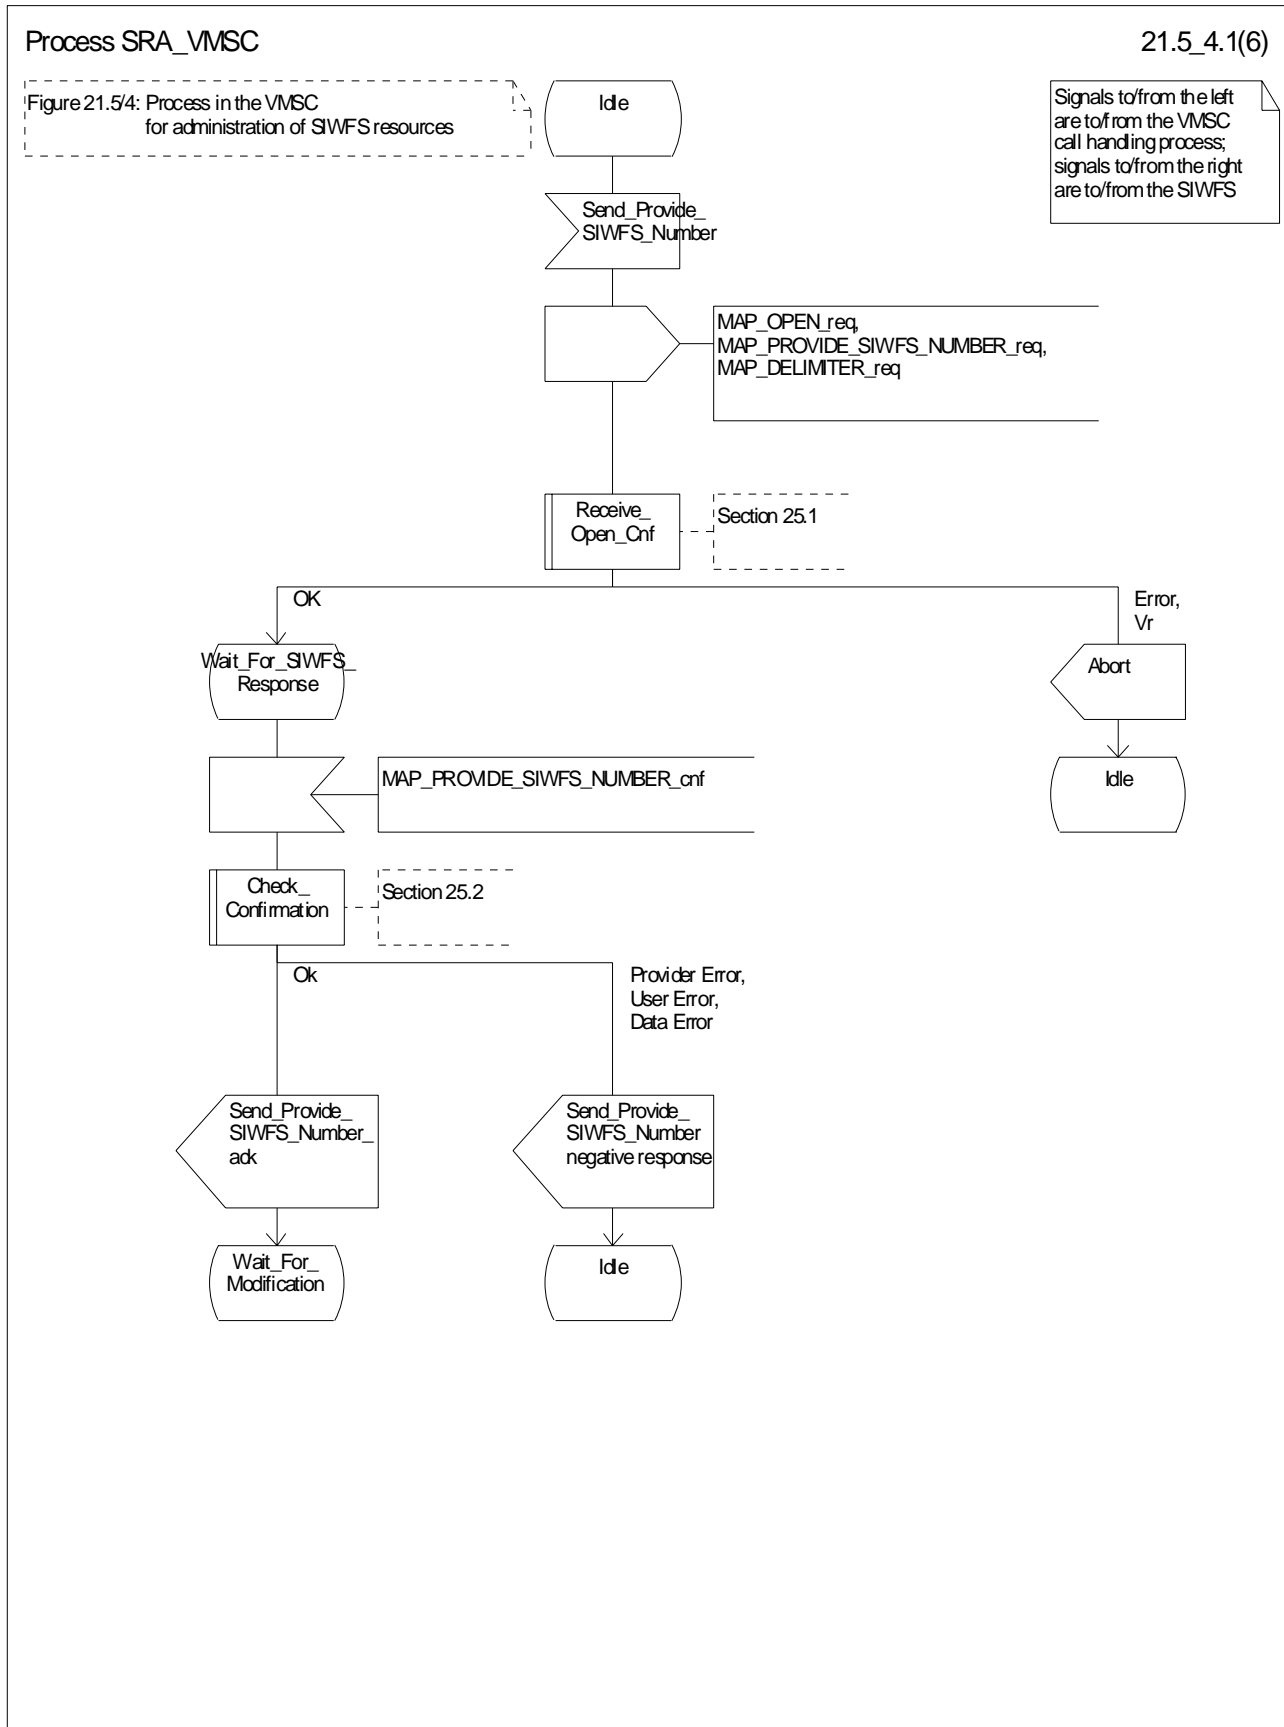 Process SRA_VMSC
21.5_4.1(6)
Figure 21.5/4: Process in the VMSC
for administration of SIWFS resources
Idle
Signals to/from the left
are to/from the VMSC
call handling process;
signals to/from the right
are to/from the SIWFS
Send_Provide_
SIWFS_Number
MAP_OPEN_req,
MAP_PROVIDE_SIWFS_NUMBER_req,
MAP_DELIMITER_req
Receive_
Open_Cnf
Section 25.1
OK
Error,
Vr
Wait_For_SIWFS_
Response
Abort
MAP_PROVIDE_SIWFS_NUMBER_cnf
Idle
Check_
Confirmation
Section 25.2
Ok
Provider Error,
User Error,
Data Error
Send_Provide_
SIWFS_Number_
ack
Send_Provide_
SIWFS_Number
negative response
Wait_For_
Modification
Idle